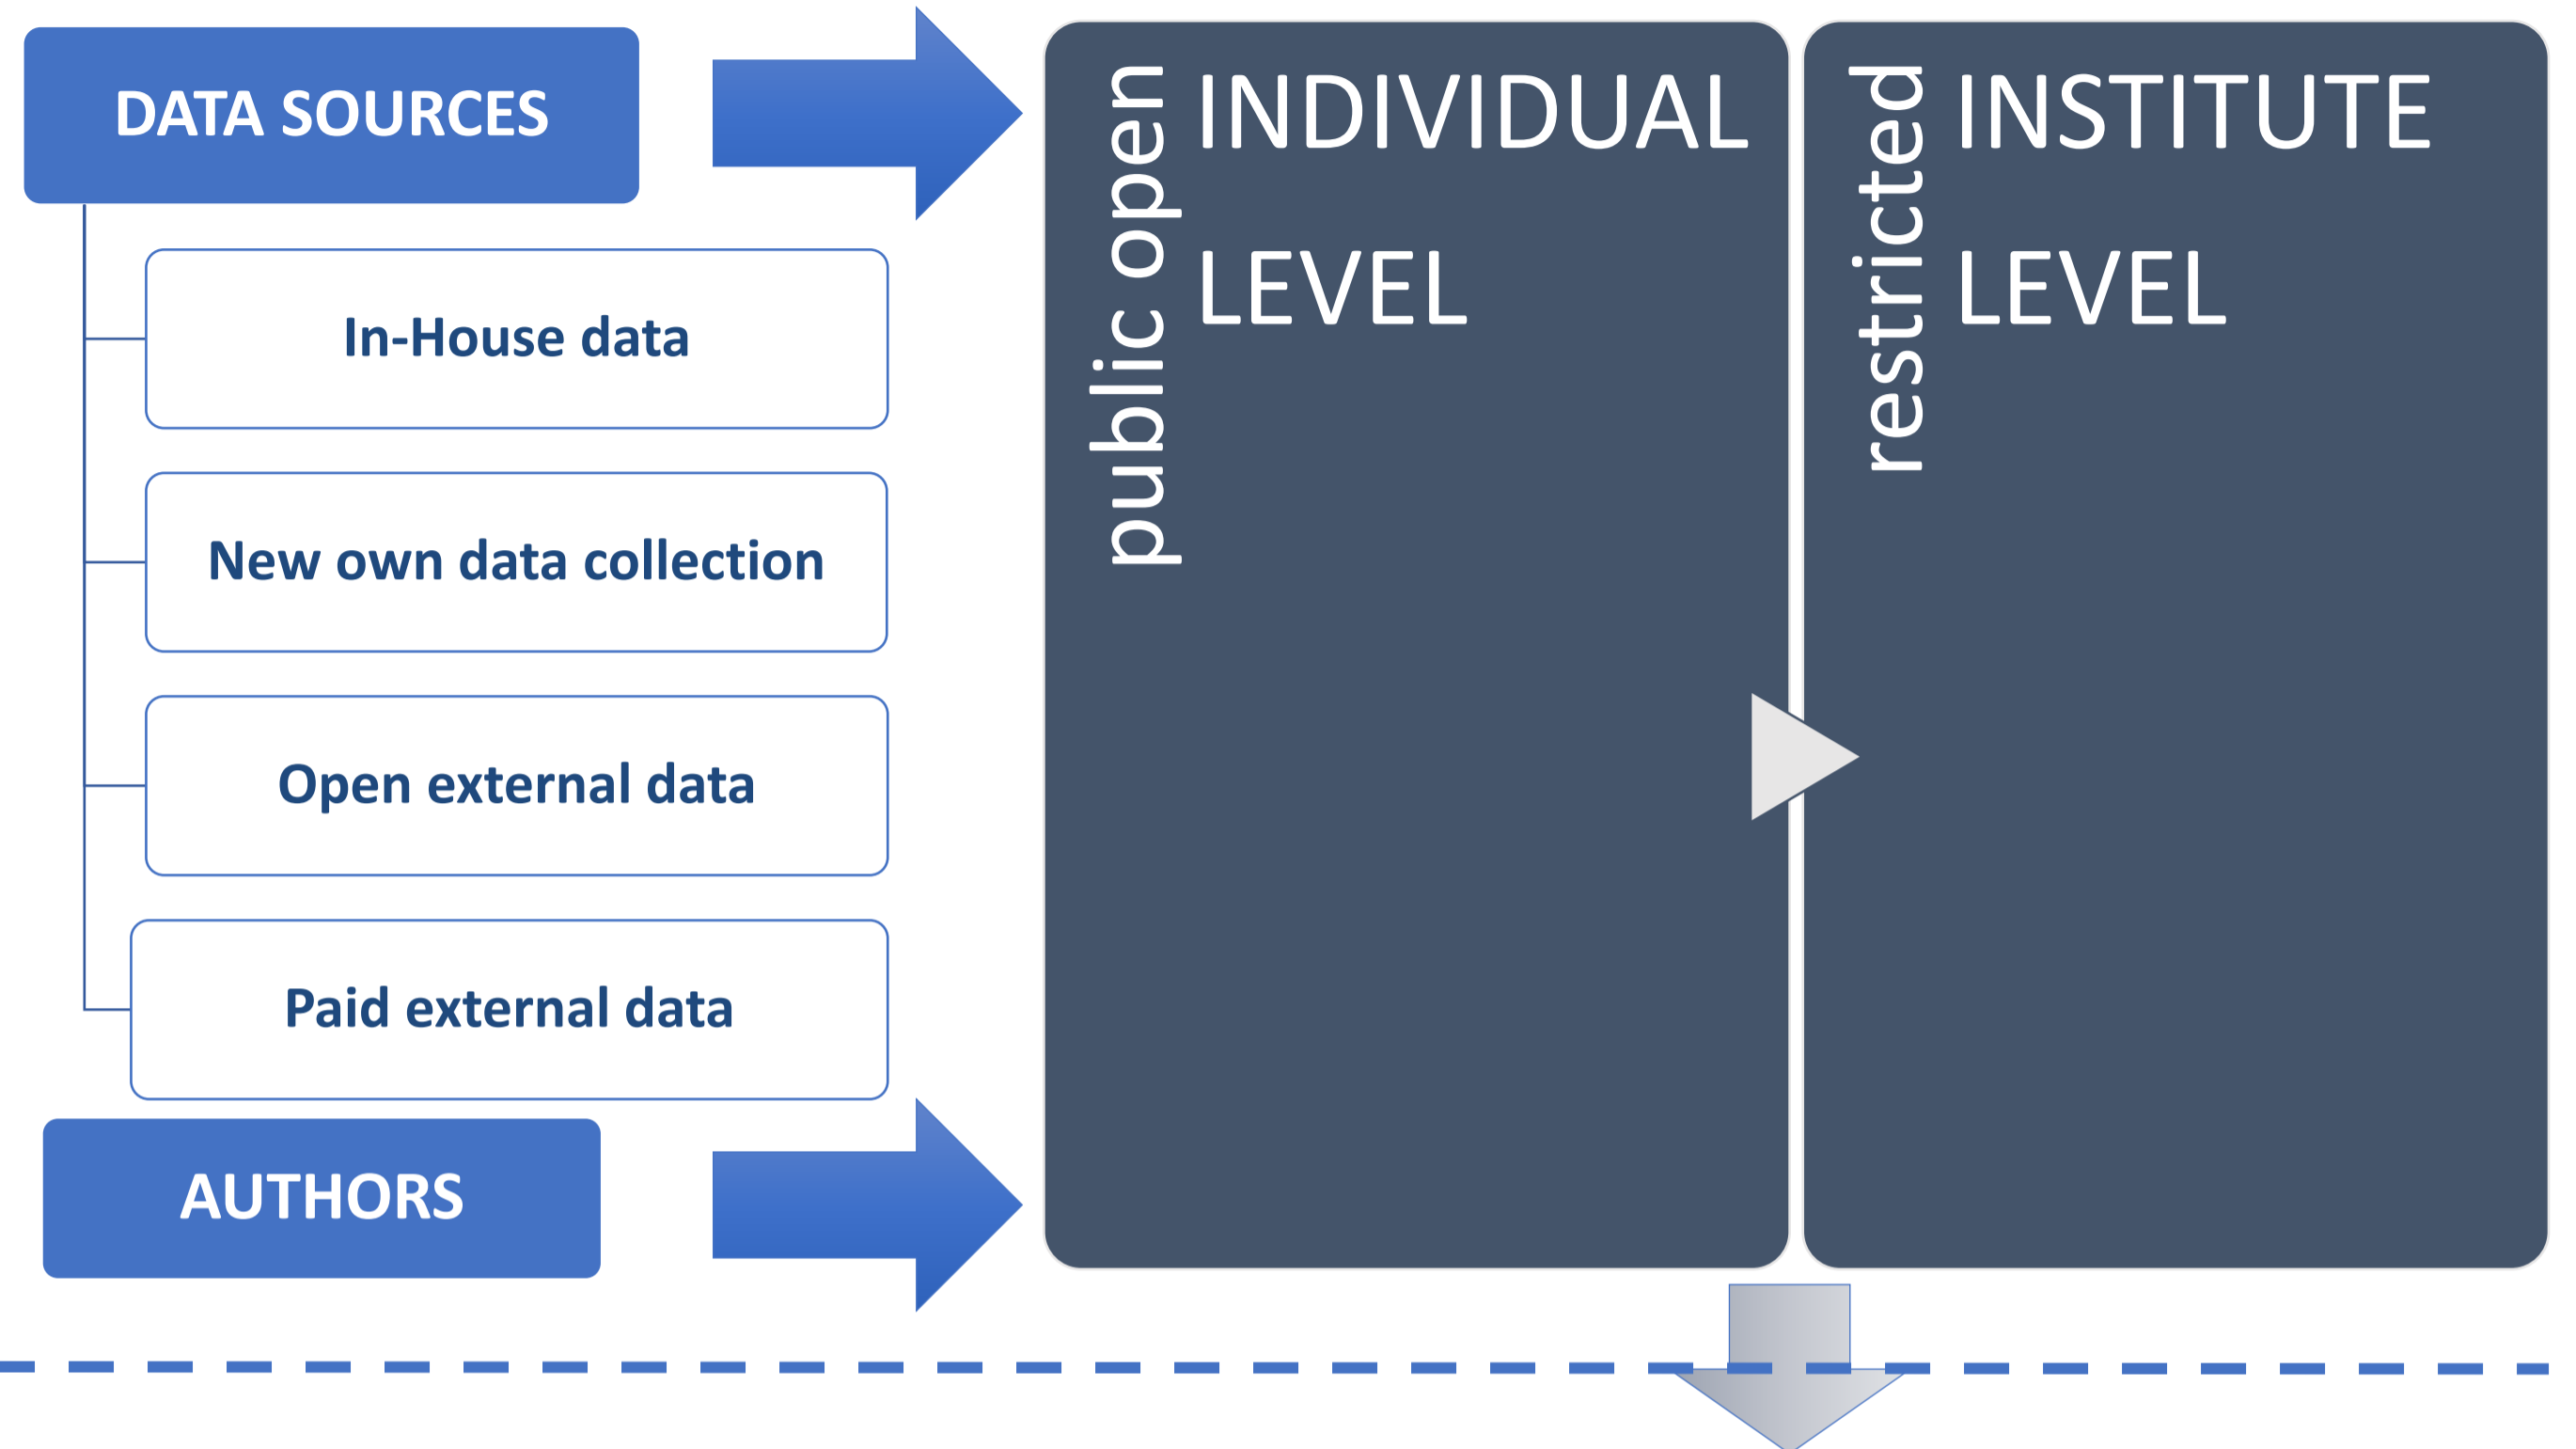 DATA SOURCES
In-House data
New own data collection
Open external data
Paid external data
AUTHORS
public open
INDIVIDUAL
LEVEL
restricted
INSTITUTE
LEVEL